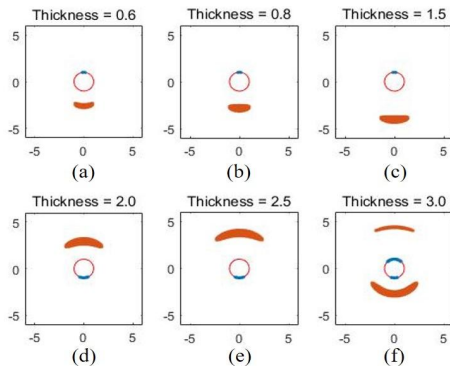 Thickness = 0.6
Thickness = 0.8
Thickness = 1.5
5
0
-5
5
0
-5
5
0
-5
-5 0 5
-5 0 5
-5 0 5
(a)
(b)
(c)
Thickness = 2.0
Thickness = 2.5
Thickness = 3.0
5
0
-5
5
0
-5
5
0
-5
-5 0 5
-5 0 5
-5 0 5
(d)
(e)
(f)